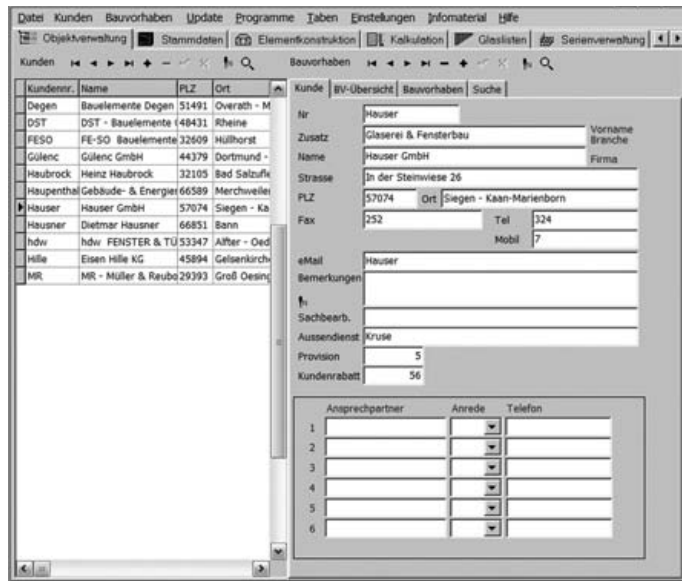 Datei Kunden Bauvorhaben Update Programme Taben Einstellungen Infomaterial Hilfe
Objektverwaltung Stammdaten Elementkonstruktion Kalkulation Glaslisten Serienverwaltung
Kunden Bauvorhaben
Kundennr. Name PLZ Ort
Degen Bauelemente Degen 51491 Overath - M
DST DST - Bauelemente 48431 Rheine
FESO FE-SO Bauelemente 32609 Hüllhorst
Gülenc Gülenc GmbH 44379 Dortmund -
Haubrock Heinz Haubrock 32105 Bad Salzufle
Haupenthal Gebäude- & Energie 66589 Merchweiler
Hauser Hauser GmbH 57074 Siegen - Ka
Hausner Dietmar Hausner 66851 Bann
hdw hdw FENSTER & TÜ 53347 Alfter - Oed
Hille Eisen Hille KG 45894 Gelsenkirch
MR MR - Müller & Reubo 29393 Groß Oesing
Kunde BV-Übersicht Bauvorhaben Suche
Nr Hauser
Zusatz Glaserei & Fensterbau Vorname Branche
Name Hauser GmbH Firma
Strasse In der Steinwiese 26
PLZ 57074 Ort Siegen - Kaan-Marienborn
Fax 252 Tel 324
Mobil 7
eMail Hauser
Bemerkungen
Sachbearb.
Aussendienst Kruse
Provision 5
Kundenrabatt 56
Ansprechpartner Anrede Telefon
1
2
3
4
5
6